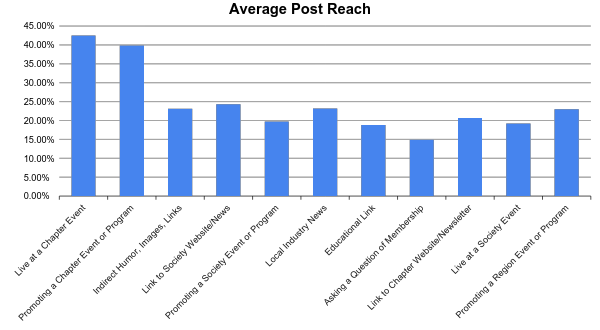 Average Post Reach
45.00%
40.00%
35.00%
30.00%
25.00%
20.00%
15.00%
10.00%
5.00%
0.00%
Live at a Chapter Event
Promoting a Chapter Event or Program
Indirect Humor, Images, Links
Link to Society Website/News
Promoting a Society Event or Program
Local Industry News
Educational Link
Asking a Question of Membership
Link to Chapter Website/Newsletter
Live at a Society Event
Promoting a Region Event or Program